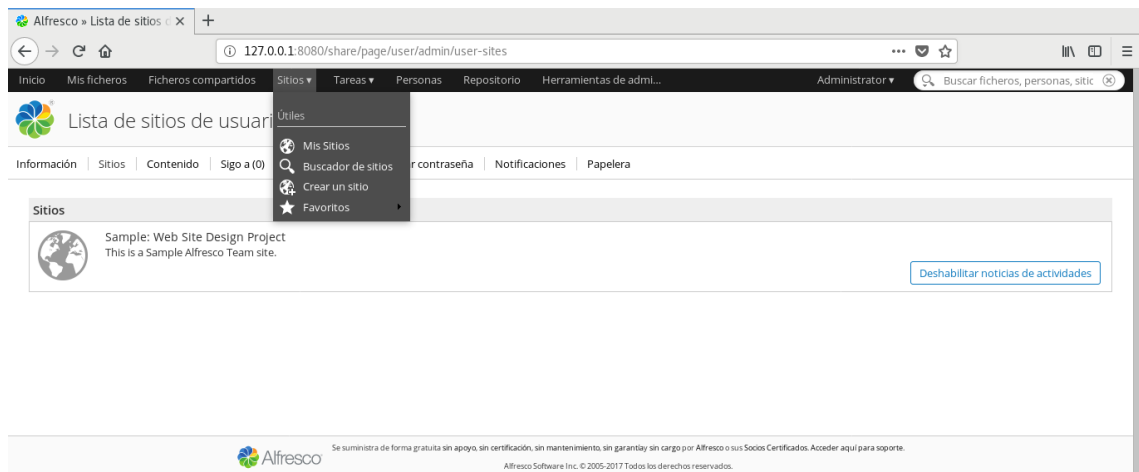 Alfresco » Lista de sitios d
127.0.0.1:8080/share/page/user/admin/user-sites
Inicio Mis ficheros Ficheros compartidos Sitios Tareas Personas Repositorio Herramientas de admi... Administrator Buscar ficheros, personas, sitic
Lista de sitios de usuari
Útiles
Mis Sitios
Buscador de sitios
Crear un sitio
Favoritos
Información Sitios Contenido Sigo a (0) r contraseña Notificaciones Papelera
Sitios
Sample: Web Site Design Project
This is a Sample Alfresco Team site.
Deshabilitar noticias de actividades
Alfresco
Se suministra de forma gratuita sin apoyo, sin certificación, sin mantenimiento, sin garantíay sin cargo por Alfresco o sus Socios Certificados. Acceder aquí para soporte.
Alfresco Software Inc. © 2005-2017 Todos los derechos reservados.